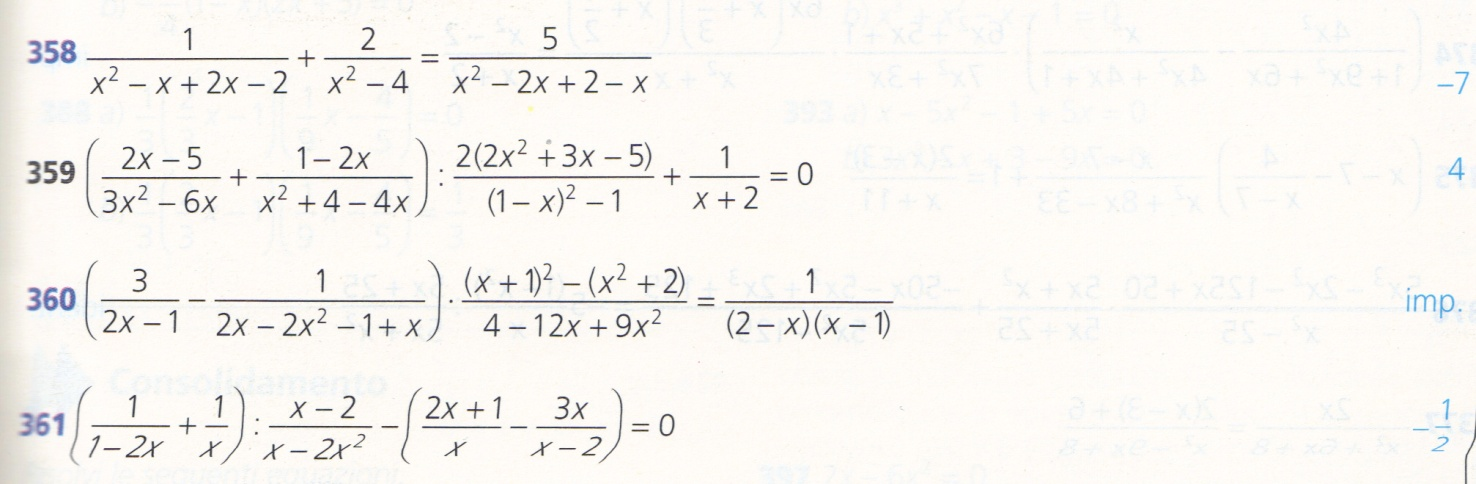 358 1/(x² − x + 2x − 2) + 2/(x² − 4) = 5/(x² − 2x + 2 − x) −7
359 ((2x − 5)/(3x² − 6x) + (1 − 2x)/(x² + 4 − 4x)) : 2(2x² + 3x − 5)/((1 − x)² − 1) + 1/(x + 2) = 0 4
360 (3/(2x − 1) − 1/(2x − 2x² − 1 + x)) · ((x + 1)² − (x² + 2))/(4 − 12x + 9x²) = 1/((2 − x)(x − 1)) imp.
361 (1/(1 − 2x) + 1/x) : (x − 2)/(x − 2x²) − ((2x + 1)/x − 3x/(x − 2)) = 0 −1/2